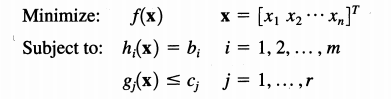 Minimize: f(x) x = [x₁ x₂ ··· xₙ]ᵀ
Subject to: hᵢ(x) = bᵢ i = 1, 2, ..., m
gⱼ(x) ≤ cⱼ j = 1, ..., r